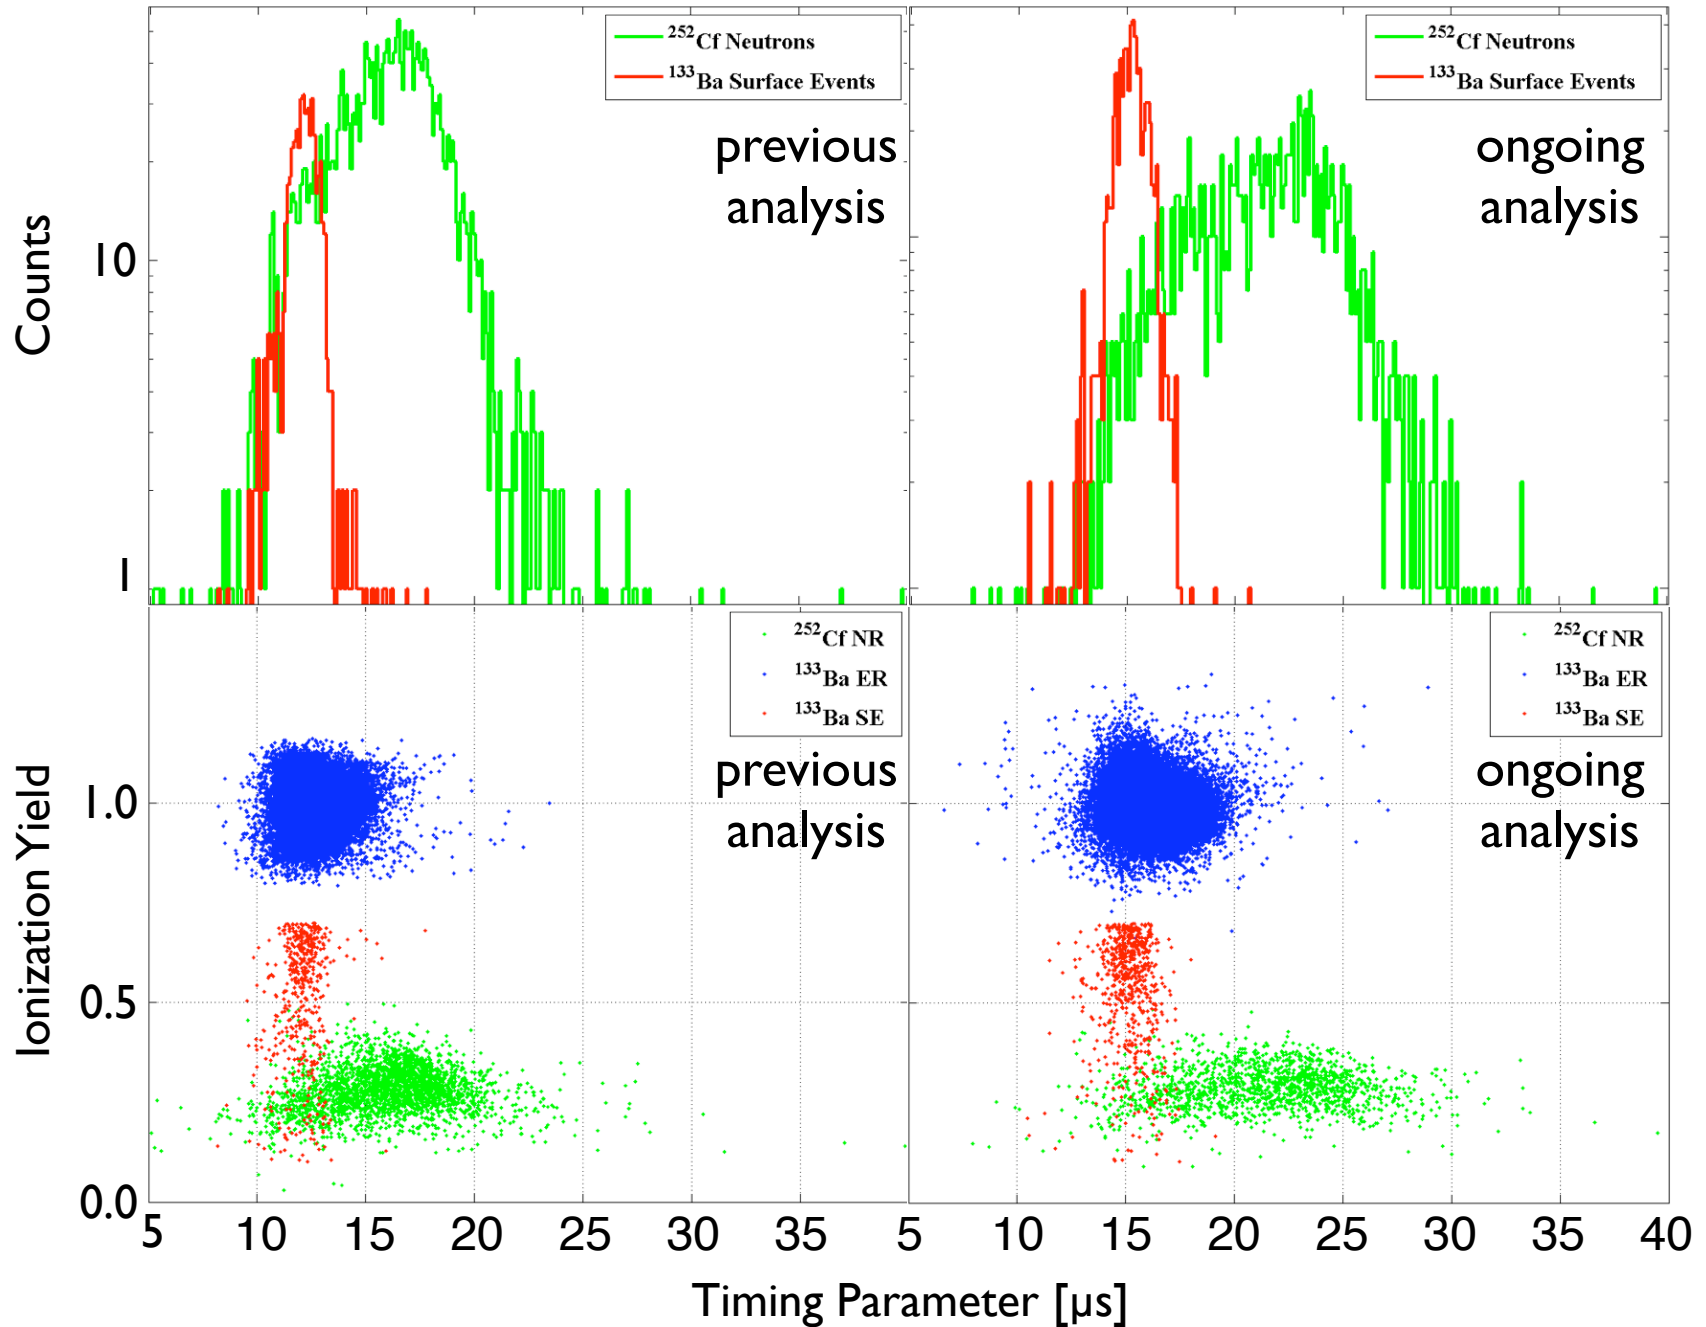 ²⁵²Cf Neutrons
¹³³Ba Surface Events
previous
analysis
²⁵²Cf Neutrons
¹³³Ba Surface Events
ongoing
analysis
Counts
10
1
²⁵²Cf NR
¹³³Ba ER
¹³³Ba SE
previous
analysis
²⁵²Cf NR
¹³³Ba ER
¹³³Ba SE
ongoing
analysis
Ionization Yield
1.0
0.5
0.0
5 10 15 20 25 30 35 5 10 15 20 25 30 35 40
Timing Parameter [µs]